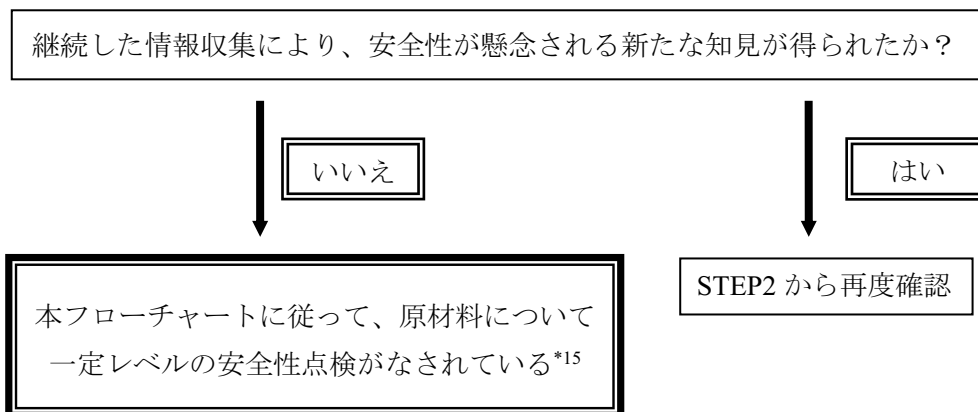 継続した情報収集により、安全性が懸念される新たな知見が得られたか？
いいえ
はい
本フローチャートに従って、原材料について
一定レベルの安全性点検がなされている*15
STEP2 から再度確認